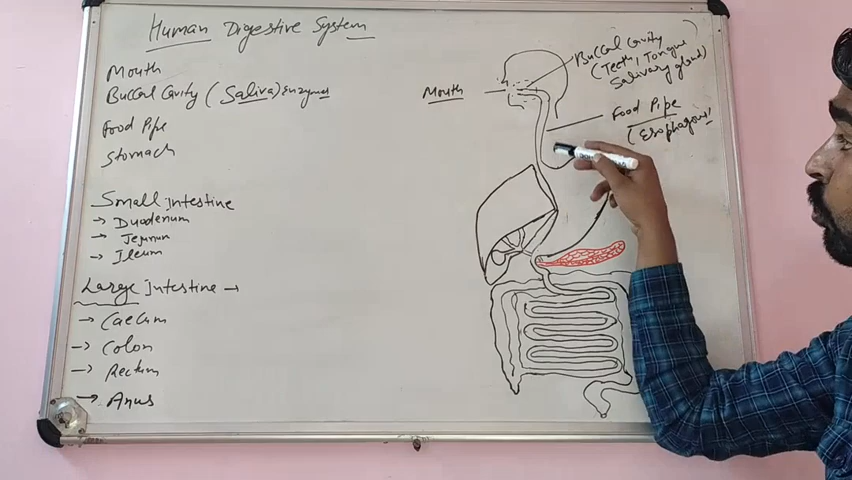 Human Digestive System
Mouth
Buccal Cavity (Saliva) Enzymes
Food Pipe
Stomach
Small intestine
→ Duodenum
→ Jejunum
→ Ileum
Large Intestine →
→ Caecum
→ Colon
→ Rectum
→ Anus
Mouth
Buccal Cavity
(Teeth, Tongue
Salivary gland)
Food Pipe
(Esophagous)